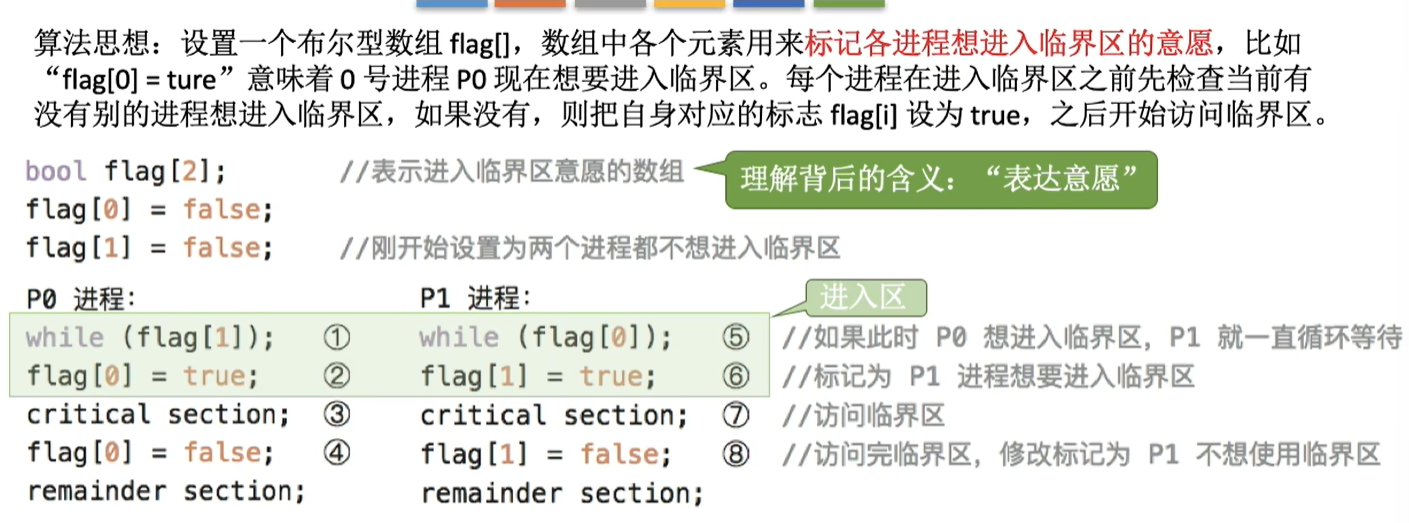 算法思想：设置一个布尔型数组 flag[]，数组中各个元素用来标记各进程想进入临界区的意愿，比如
“flag[0] = ture”意味着 0 号进程 P0 现在想要进入临界区。每个进程在进入临界区之前先检查当前有
没有别的进程想进入临界区，如果没有，则把自身对应的标志 flag[i] 设为 true，之后开始访问临界区。
bool flag[2]; //表示进入临界区意愿的数组
理解背后的含义：“表达意愿”
flag[0] = false;
flag[1] = false; //刚开始设置为两个进程都不想进入临界区
P0 进程： P1 进程： 进入区
while (flag[1]); ① while (flag[0]); ⑤ //如果此时 P0 想进入临界区，P1 就一直循环等待
flag[0] = true; ② flag[1] = true; ⑥ //标记为 P1 进程想要进入临界区
critical section; ③ critical section; ⑦ //访问临界区
flag[0] = false; ④ flag[1] = false; ⑧ //访问完临界区，修改标记为 P1 不想使用临界区
remainder section; remainder section;